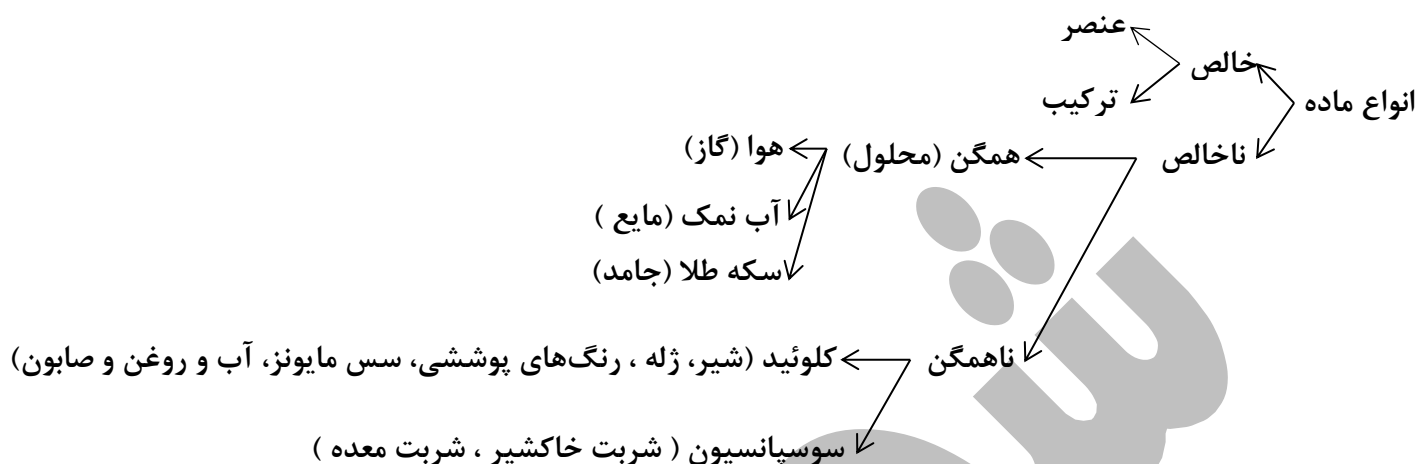 عنصر
خالص
انواع ماده
ترکیب
ناخالص همگن (محلول) هوا (گاز)
آب نمک (مایع )
سکه طلا (جامد)
ناهمگن کلوئید (شیر، ژله ، رنگ‌های پوششی، سس مایونز، آب و روغن و صابون)
سوسپانسیون ( شربت خاکشیر ، شربت معده )